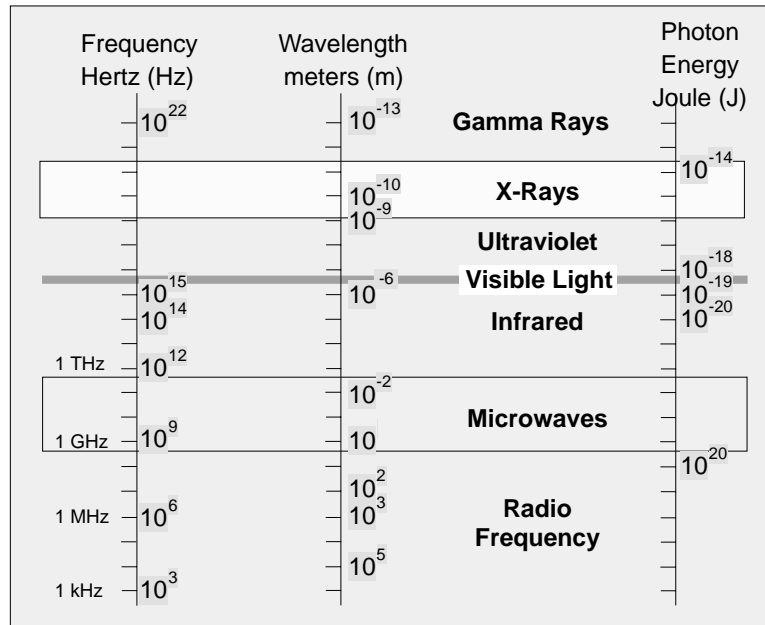 Frequency
Hertz (Hz)
Wavelength
meters (m)
Photon
Energy
Joule (J)
10^22
10^-13
Gamma Rays
10^-14
10^-10
X-Rays
10^-9
Ultraviolet
10^-18
Visible Light
10^15
10^-6
10^-19
10^14
Infrared
10^-20
1 THz
10^12
10^-2
Microwaves
1 GHz
10^9
10
10^20
10^2
1 MHz
10^6
10^3
Radio
Frequency
10^5
1 kHz
10^3